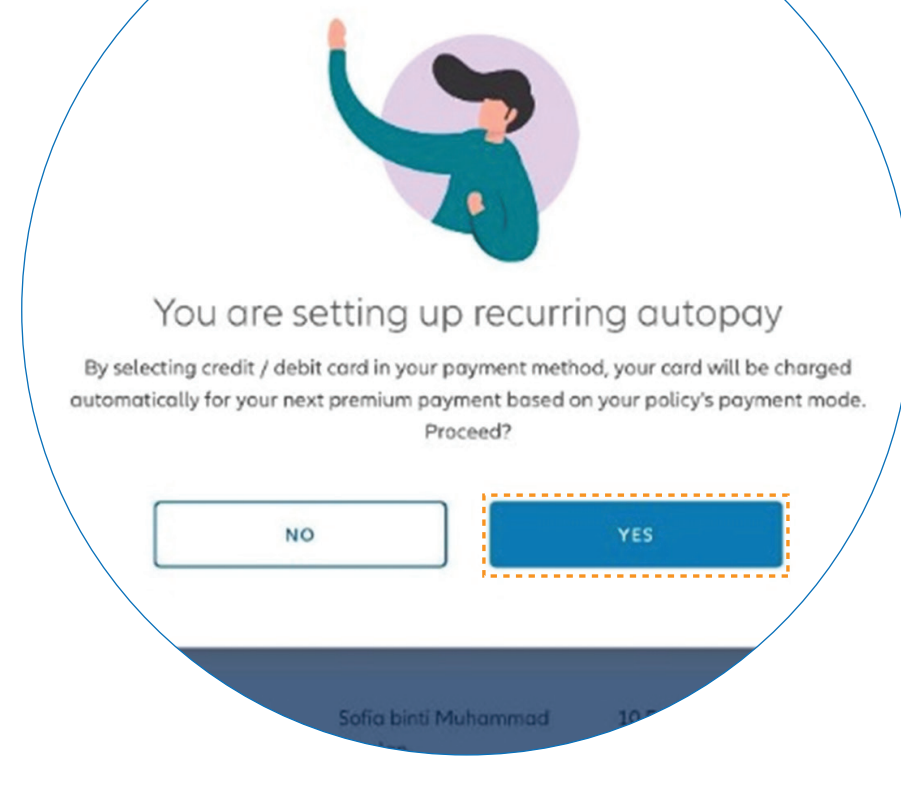 You are setting up recurring autopay
By selecting credit / debit card in your payment method, your card will be charged
automatically for your next premium payment based on your policy's payment mode.
Proceed?
NO YES
Sofia binti Muhammad 10